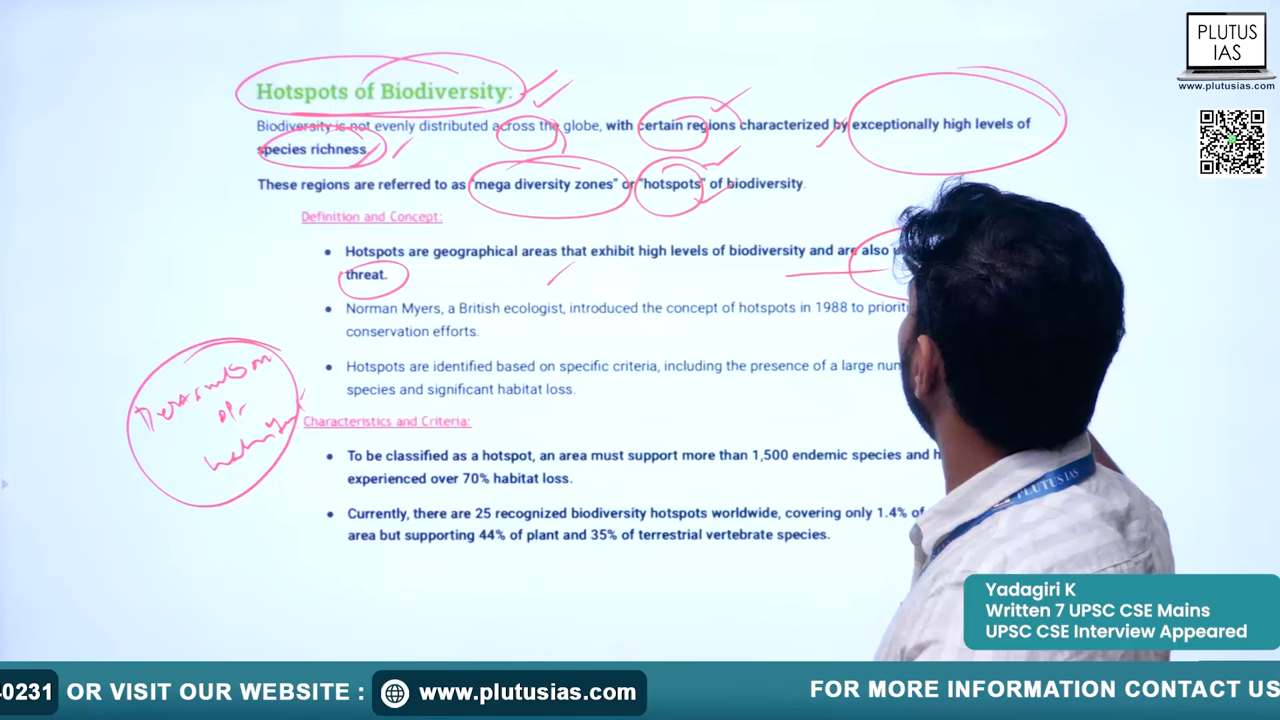 PLUTUS
IAS
www.plutusias.com
Hotspots of Biodiversity:
Biodiversity is not evenly distributed across the globe, with certain regions characterized by exceptionally high levels of
species richness.
These regions are referred to as "mega diversity zones" or "hotspots" of biodiversity.
Definition and Concept:
Hotspots are geographical areas that exhibit high levels of biodiversity and are also
threat.
Norman Myers, a British ecologist, introduced the concept of hotspots in 1988 to
conservation efforts.
Hotspots are identified based on specific criteria, including the presence of a large
species and significant habitat loss.
Characteristics and Criteria:
To be classified as a hotspot, an area must support more than 1,500 endemic species and
experienced over 70% habitat loss.
Currently, there are 25 recognized biodiversity hotspots worldwide, covering only 1.4% of
area but supporting 44% of plant and 35% of terrestrial vertebrate species.
PLUTUS IAS
Yadagiri K
Written 7 UPSC CSE Mains
UPSC CSE Interview Appeared
0231 OR VISIT OUR WEBSITE : www.plutusias.com FOR MORE INFORMATION CONTACT US